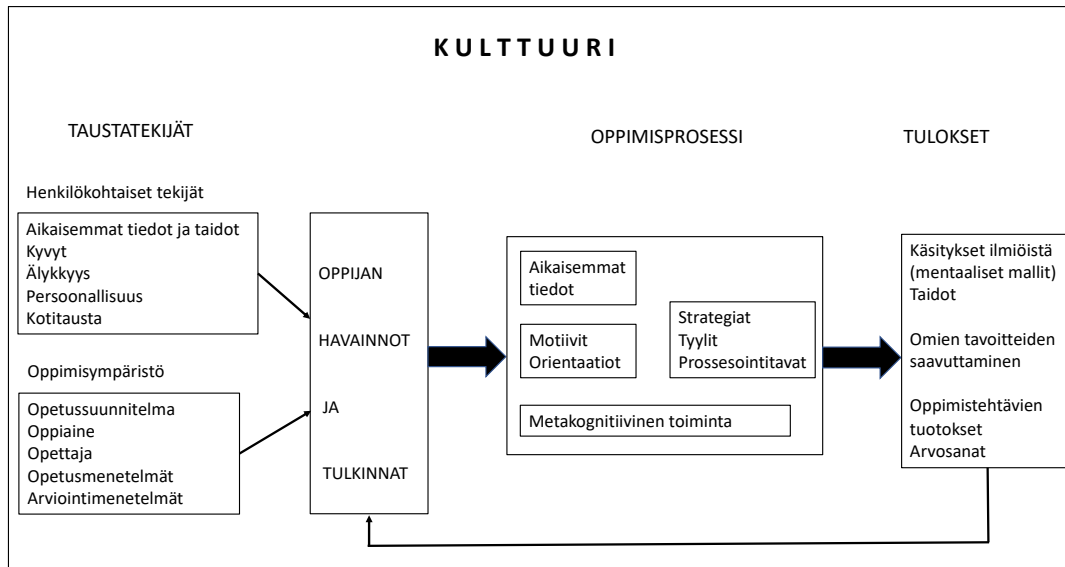 KULTTUURI
TAUSTATEKIJÄT
OPPIMISPROSESSI
TULOKSET
Henkilökohtaiset tekijät
Aikaisemmat tiedot ja taidot
Kyvyt
Älykkyys
Persoonallisuus
Kotitausta
Oppimisympäristö
Opetussuunnitelma
Oppiaine
Opettaja
Opetusmenetelmät
Arviointimenetelmät
OPPIJAN
HAVAINNOT
JA
TULKINNAT
Aikaisemmat
tiedot
Motiivit
Orientaatiot
Strategiat
Tyylit
Prossesointitavat
Metakognitiivinen toiminta
Käsitykset ilmiöistä
(mentaaliset mallit)
Taidot
Omien tavoitteiden
saavuttaminen
Oppimistehtävien
tuotokset
Arvosanat